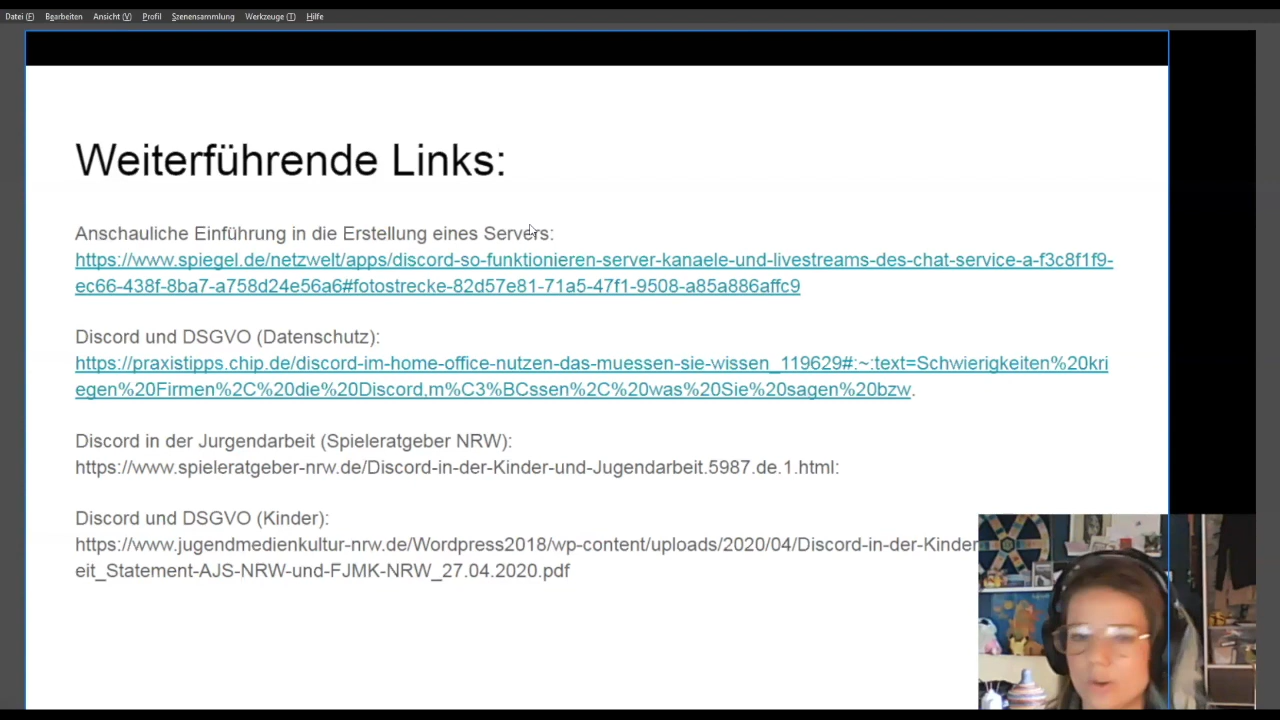 Datei (F) Bearbeiten Ansicht (V) Profil Szenensammlung Werkzeuge (T) Hilfe
Weiterführende Links:
Anschauliche Einführung in die Erstellung eines Servers:
https://www.spiegel.de/netzwelt/apps/discord-so-funktionieren-server-kanaele-und-livestreams-des-chat-service-a-f3c8f1f9-
ec66-438f-8ba7-a758d24e56a6#fotostrecke-82d57e81-71a5-47f1-9508-a85a886affc9
Discord und DSGVO (Datenschutz):
https://praxistipps.chip.de/discord-im-home-office-nutzen-das-muessen-sie-wissen_119629#:~:text=Schwierigkeiten%20kri
egen%20Firmen%2C%20die%20Discord,m%C3%BCssen%2C%20was%20Sie%20sagen%20bzw.
Discord in der Jurgendarbeit (Spieleratgeber NRW):
https://www.spieleratgeber-nrw.de/Discord-in-der-Kinder-und-Jugendarbeit.5987.de.1.html:
Discord und DSGVO (Kinder):
https://www.jugendmedienkultur-nrw.de/Wordpress2018/wp-content/uploads/2020/04/Discord-in-der-Kinder
eit_Statement-AJS-NRW-und-FJMK-NRW_27.04.2020.pdf